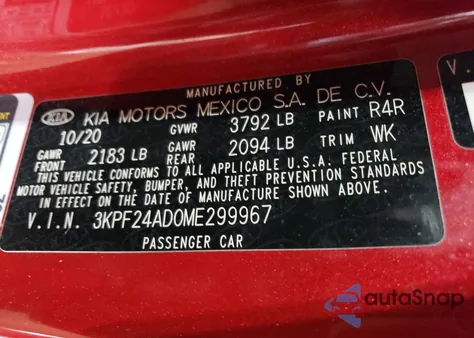 MANUFACTURED BY
KIA KIA MOTORS MEXICO S.A. DE C.V.
10/20 GVWR 3792 LB PAINT R4R
GAWR FRONT 2183 LB GAWR REAR 2094 LB TRIM WK
THIS VEHICLE CONFORMS TO ALL APPLICABLE U.S.A. FEDERAL
MOTOR VEHICLE SAFETY, BUMPER, AND THEFT PREVENTION STANDARDS
IN EFFECT ON THE DATE OF MANUFACTURE SHOWN ABOVE.
V.I.N. 3KPF24AD0ME299967
PASSENGER CAR
V.
autoSnap